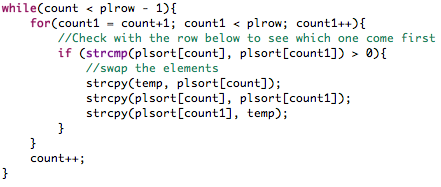 while(count < plrow - 1){
    for(count1 = count+1; count1 < plrow; count1++){
        //Check with the row below to see which one come first
        if (strcmp(plsort[count], plsort[count1]) > 0){
            //swap the elements
            strcpy(temp, plsort[count]);
            strcpy(plsort[count], plsort[count1]);
            strcpy(plsort[count1], temp);
        }
    }
    count++;
}